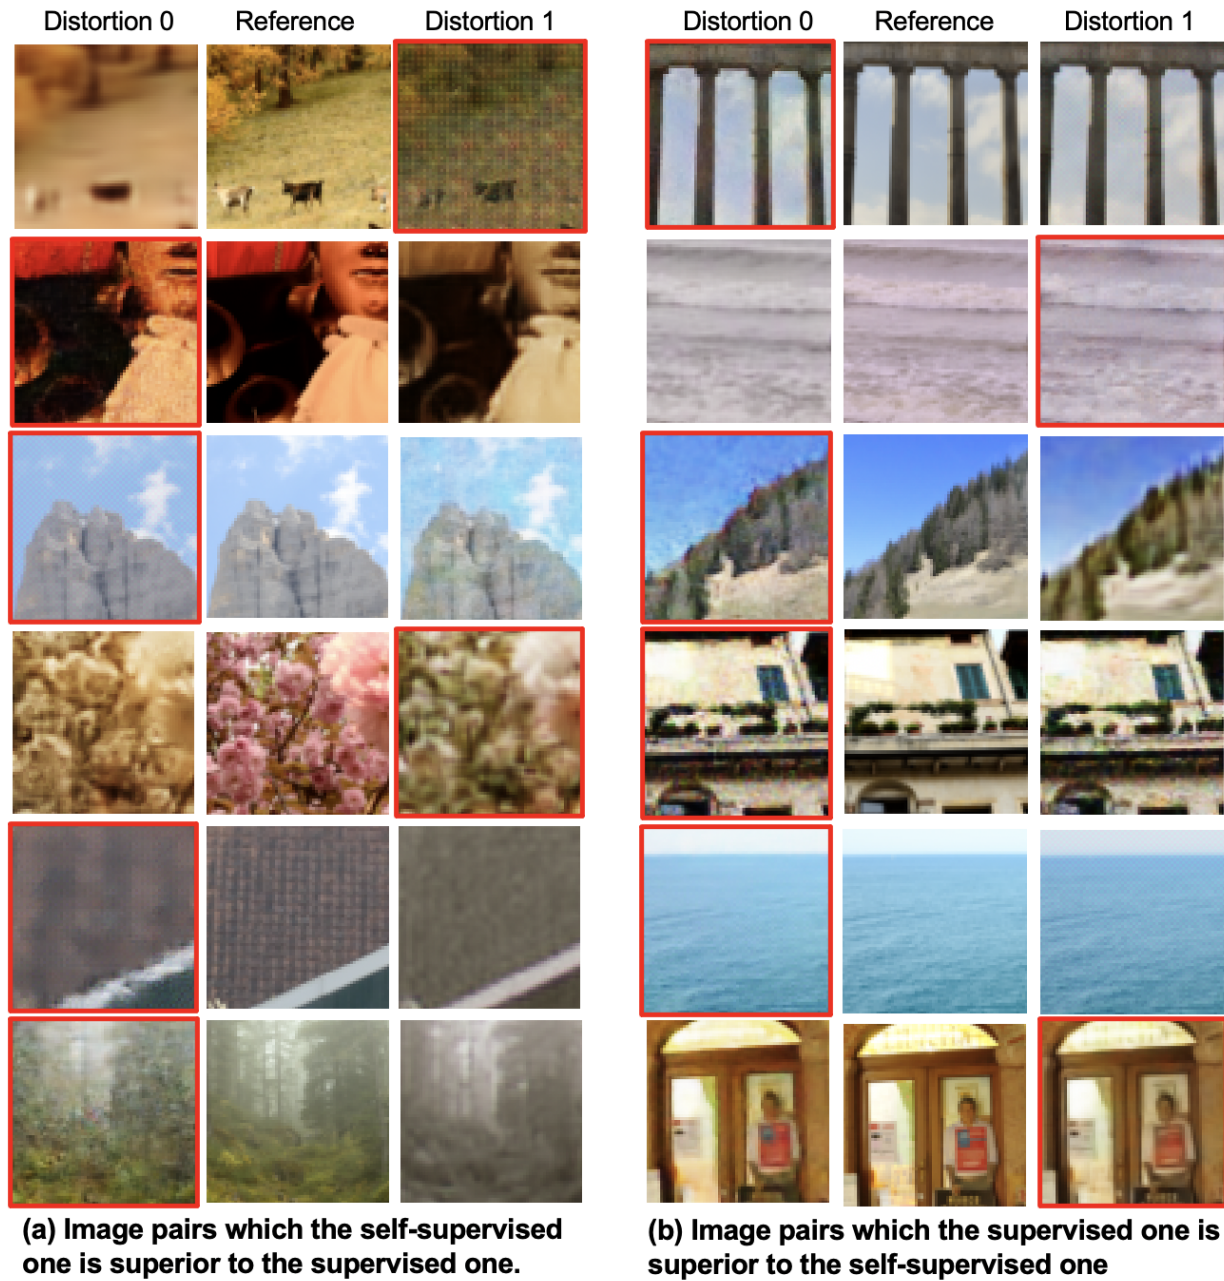 Distortion 0 Reference Distortion 1
Distortion 0 Reference Distortion 1
(a) Image pairs which the self-supervised
one is superior to the supervised one.
(b) Image pairs which the supervised one is
superior to the self-supervised one